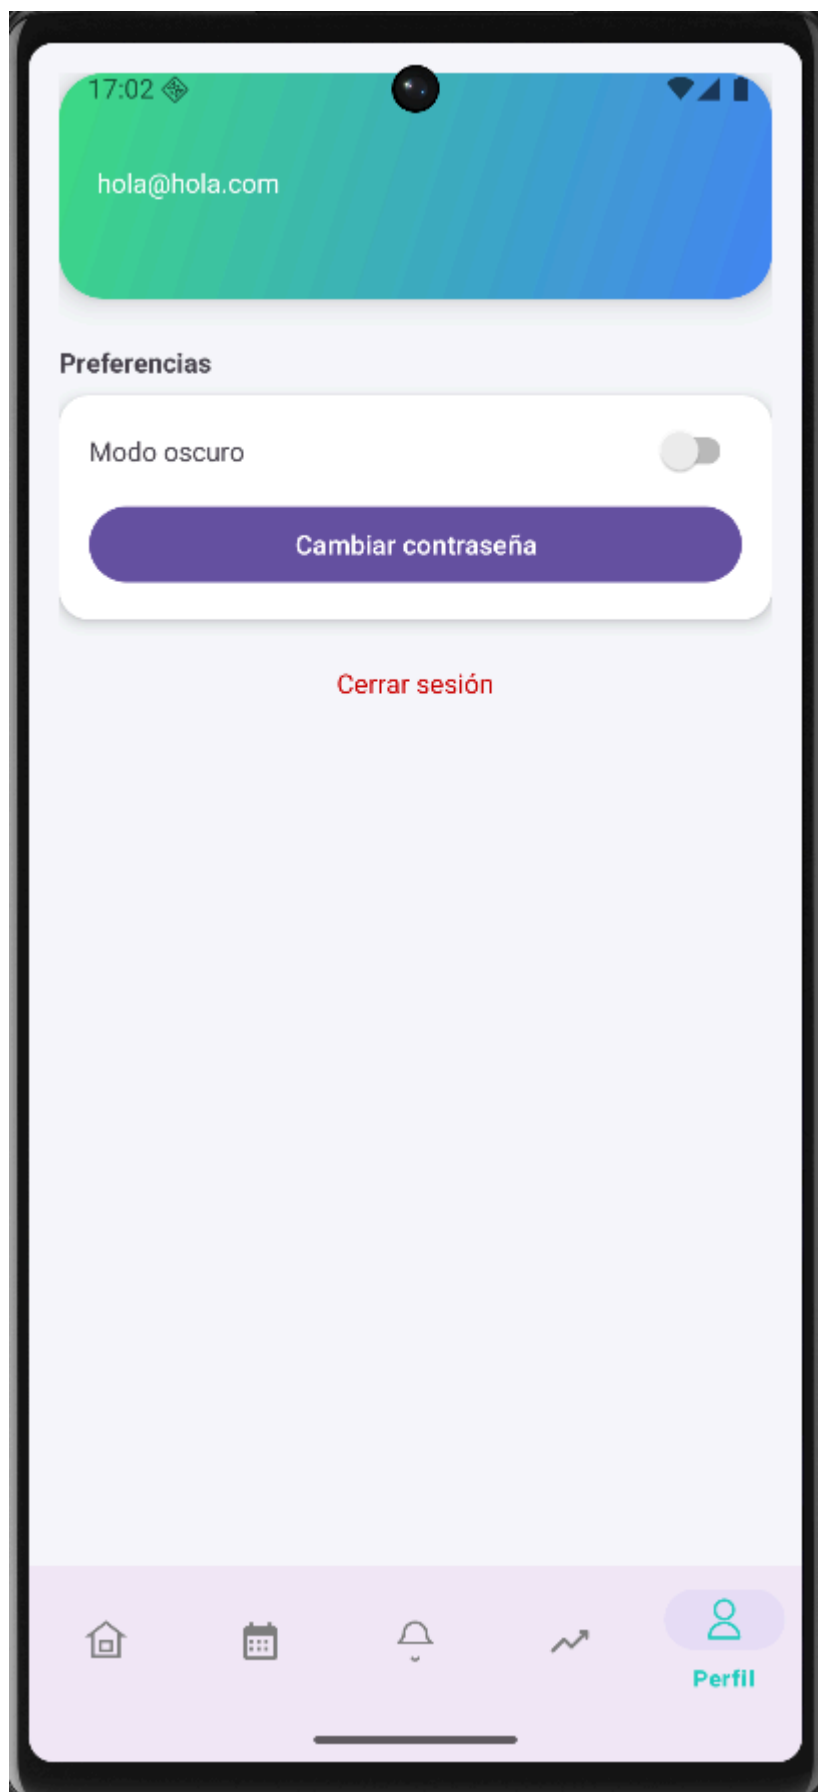 17:02
hola@hola.com
Preferencias
Modo oscuro
Cambiar contraseña
Cerrar sesión
Perfil